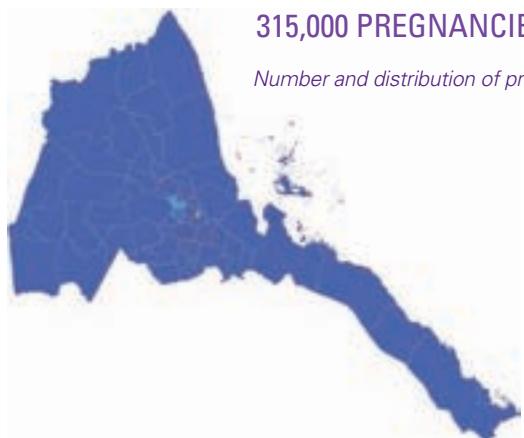 315,000 PREGNANCIE
Number and distribution of pr